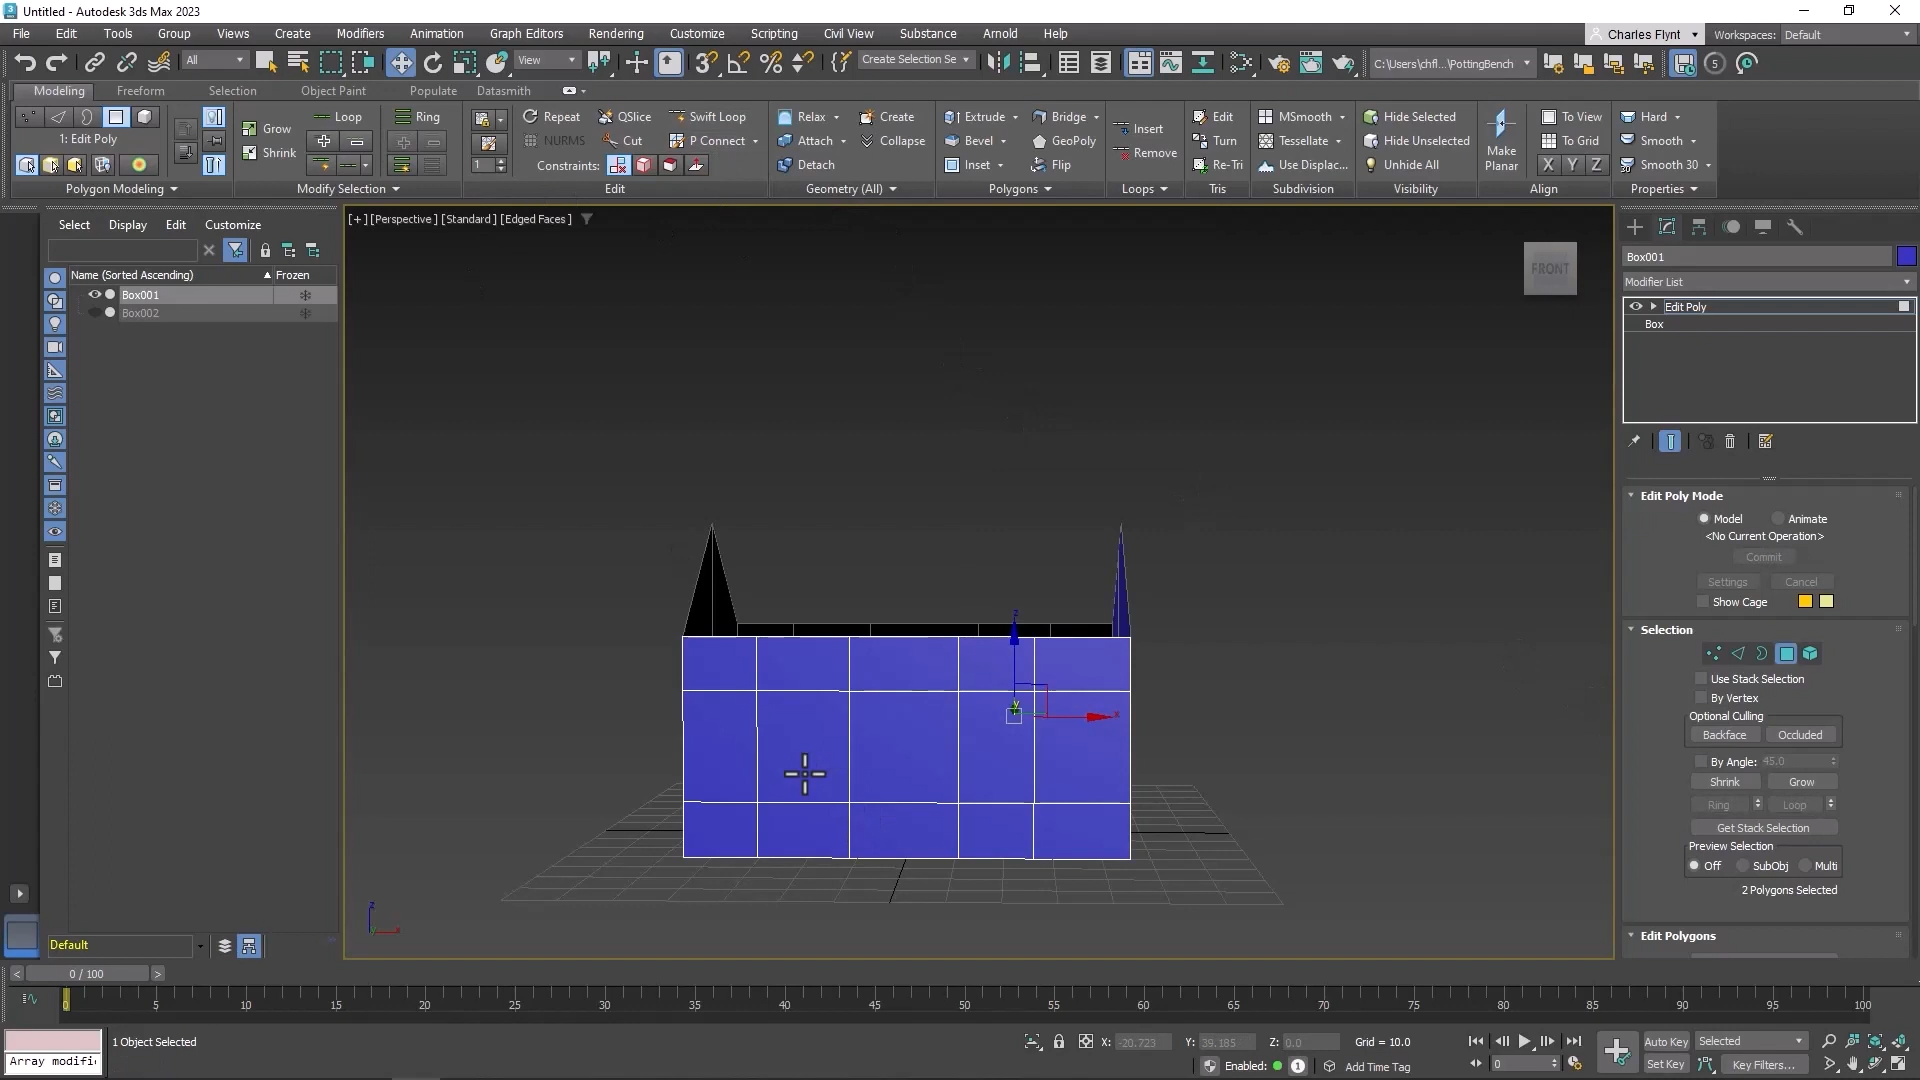 Untitled - Autodesk 3ds Max 2023
File Edit Tools Group Views Create Modifiers Animation Graph Editors Rendering Customize Scripting Civil View Substance Arnold Help
Charles Flynt Workspaces: Default
All View Create Selection Se C:\Users\chfl...\PottingBench 5
Modeling Freeform Selection Object Paint Populate Datasmith
Grow Loop Ring Repeat QSlice Swift Loop Relax Create Extrude Bridge Insert Edit MSmooth Hide Selected To View Hard
1: Edit Poly NURMS Cut P Connect Attach Collapse Bevel GeoPoly Turn Tessellate Hide Unselected Make Planar To Grid Smooth
Shrink 1 Constraints: Detach Inset Flip Remove Re-Tri Use Displac... Unhide All X Y Z Smooth 30
Polygon Modeling Modify Selection Edit Geometry (All) Polygons Loops Tris Subdivision Visibility Align Properties
Select Display Edit Customize
[+] [Perspective] [Standard] [Edged Faces]
Name (Sorted Ascending) Frozen
Box001
Box002
FRONT
z
y
x
z
x
Default
Box001
Modifier List
Edit Poly
Box
Edit Poly Mode
Model Animate
<No Current Operation>
Commit
Settings Cancel
Show Cage
Selection
Use Stack Selection
By Vertex
Optional Culling
Backface Occluded
By Angle: 45.0
Shrink Grow
Ring Loop
Get Stack Selection
Preview Selection
Off SubObj Multi
2 Polygons Selected
Edit Polygons
< 0 / 100 >
0 5 10 15 20 25 30 35 40 45 50 55 60 65 70 75 80 85 90 95 100
1 Object Selected X: -20.723 Y: 39.185 Z: 0.0 Grid = 10.0 Auto Key Selected
Array modifi Enabled: 1 Add Time Tag 0 Set Key Key Filters...